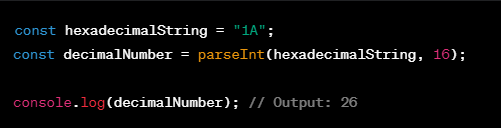 const hexadecimalString = "1A";
const decimalNumber = parseInt(hexadecimalString, 16);
console.log(decimalNumber); // Output: 26